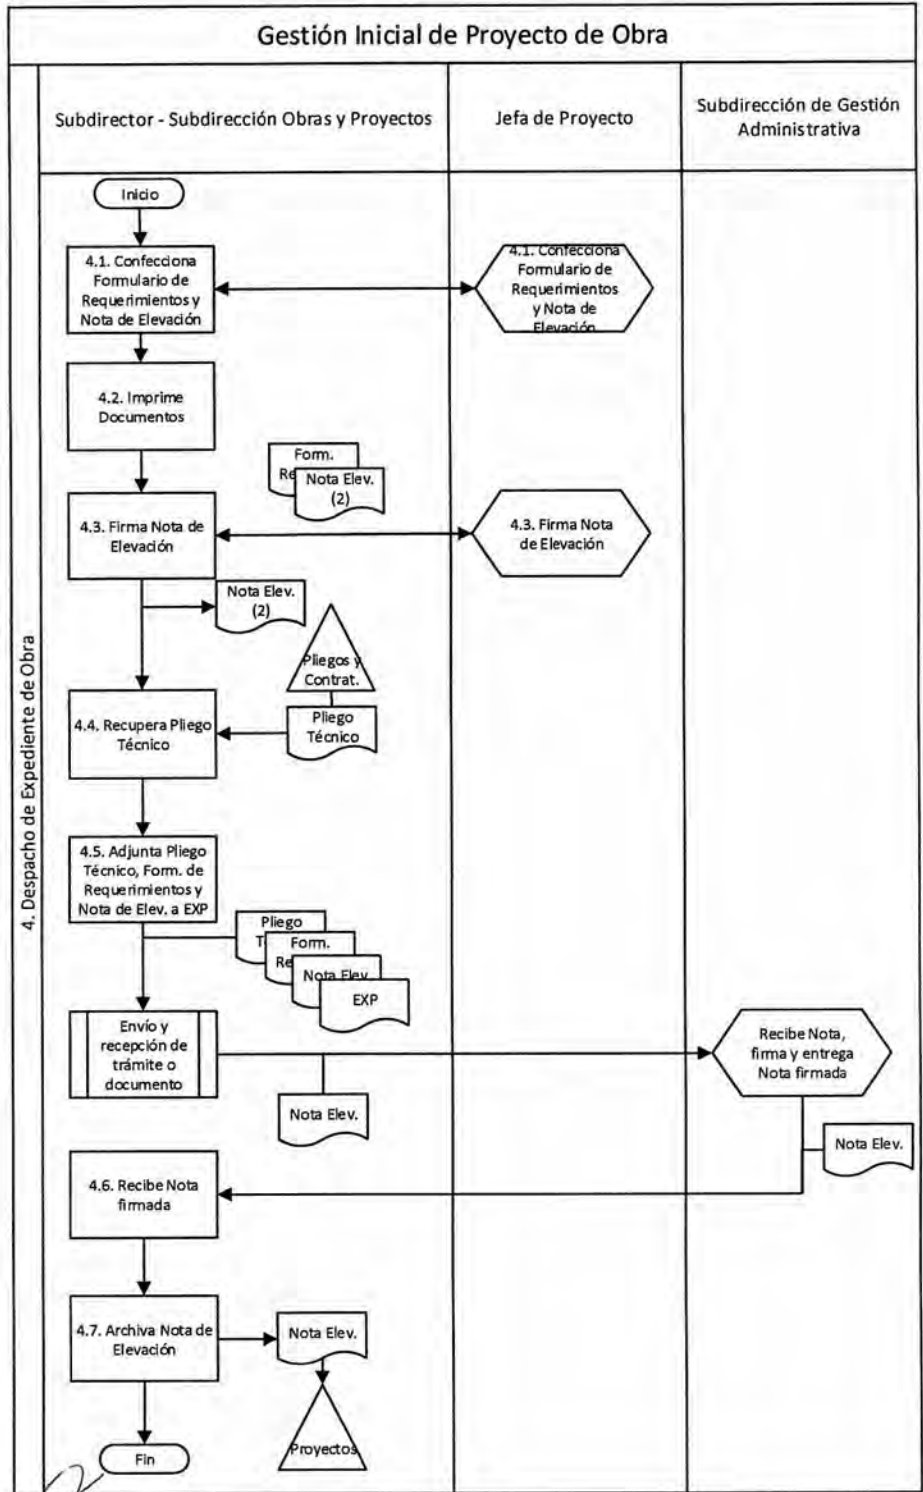 Gestión Inicial de Proyecto de Obra
Subdirector - Subdirección Obras y Proyectos
Jefa de Proyecto
Subdirección de Gestión
Administrativa
4. Despacho de Expediente de Obra
Inicio
4.1. Confecciona
Formulario de
Requerimientos y
Nota de Elevación
4.1. Confecciona
Formulario de
Requerimientos
y Nota de
Elevación
4.2. Imprime
Documentos
Form.
Nota Elev.
(2)
4.3. Firma Nota de
Elevación
4.3. Firma Nota
de Elevación
Nota Elev.
(2)
Pliegos y
Contrat.
4.4. Recupera Pliego
Técnico
Pliego
Técnico
4.5. Adjunta Pliego
Técnico, Form. de
Requerimientos y
Nota de Elev. a EXP
Pliego
Form.
Nota Elev.
EXP
Envío y
recepción de
trámite o
documento
Recibe Nota,
firma y entrega
Nota firmada
Nota Elev.
Nota Elev.
4.6. Recibe Nota
firmada
4.7. Archiva Nota de
Elevación
Nota Elev.
Proyectos
Fin